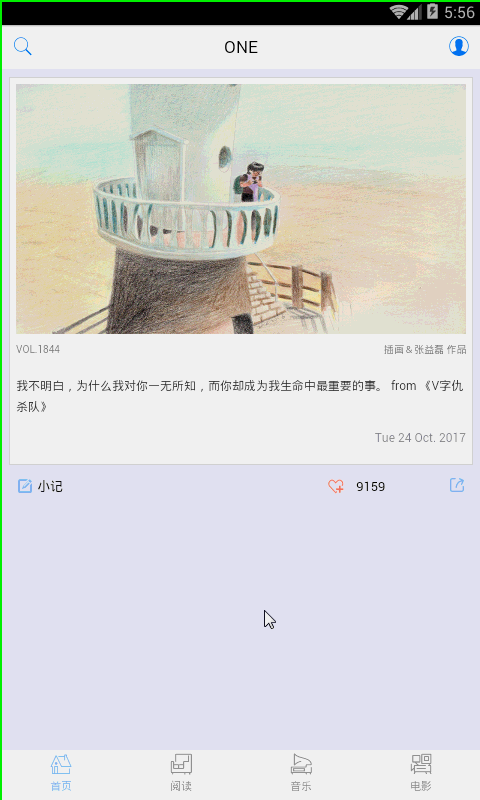 5:56
ONE
VOL.1844
插画&张益磊 作品
我不明白，为什么我对你一无所知，而你却成为我生命中最重要的事。 from 《V字仇
杀队》
Tue 24 Oct. 2017
小记
9159
首页
阅读
音乐
电影